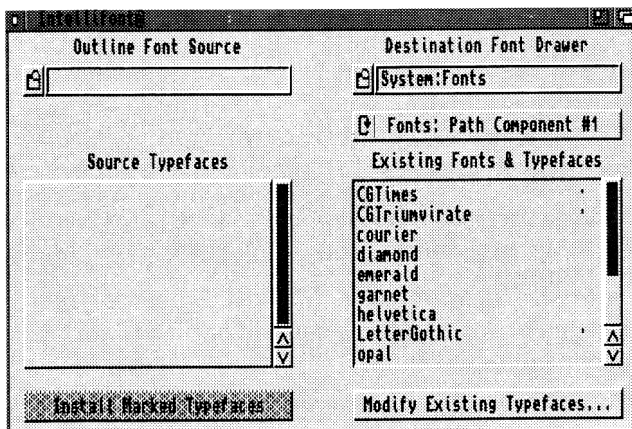 Intellifont
Outline Font Source
Destination Font Drawer
System:Fonts
Fonts: Path Component #1
Source Typefaces
Existing Fonts & Typefaces
CGTimes
CGTriumvirate
courier
diamond
emerald
garnet
helvetica
LetterGothic
opal
Install Marked Typefaces
Modify Existing Typefaces...